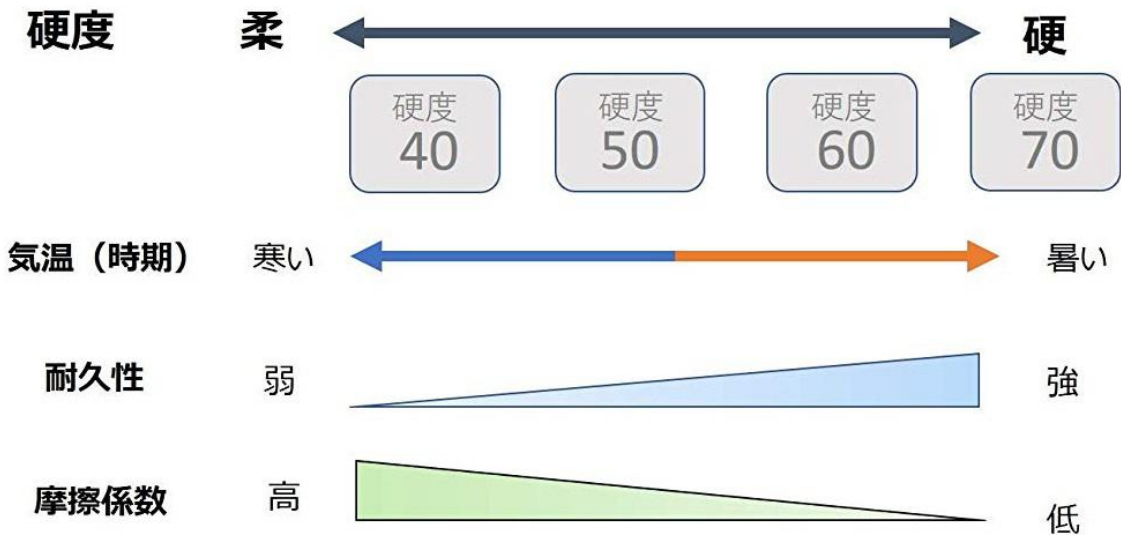 硬度 柔 硬
硬度 硬度 硬度 硬度
40 50 60 70
気温（時期） 寒い 暑い
耐久性 弱 強
摩擦係数 高 低